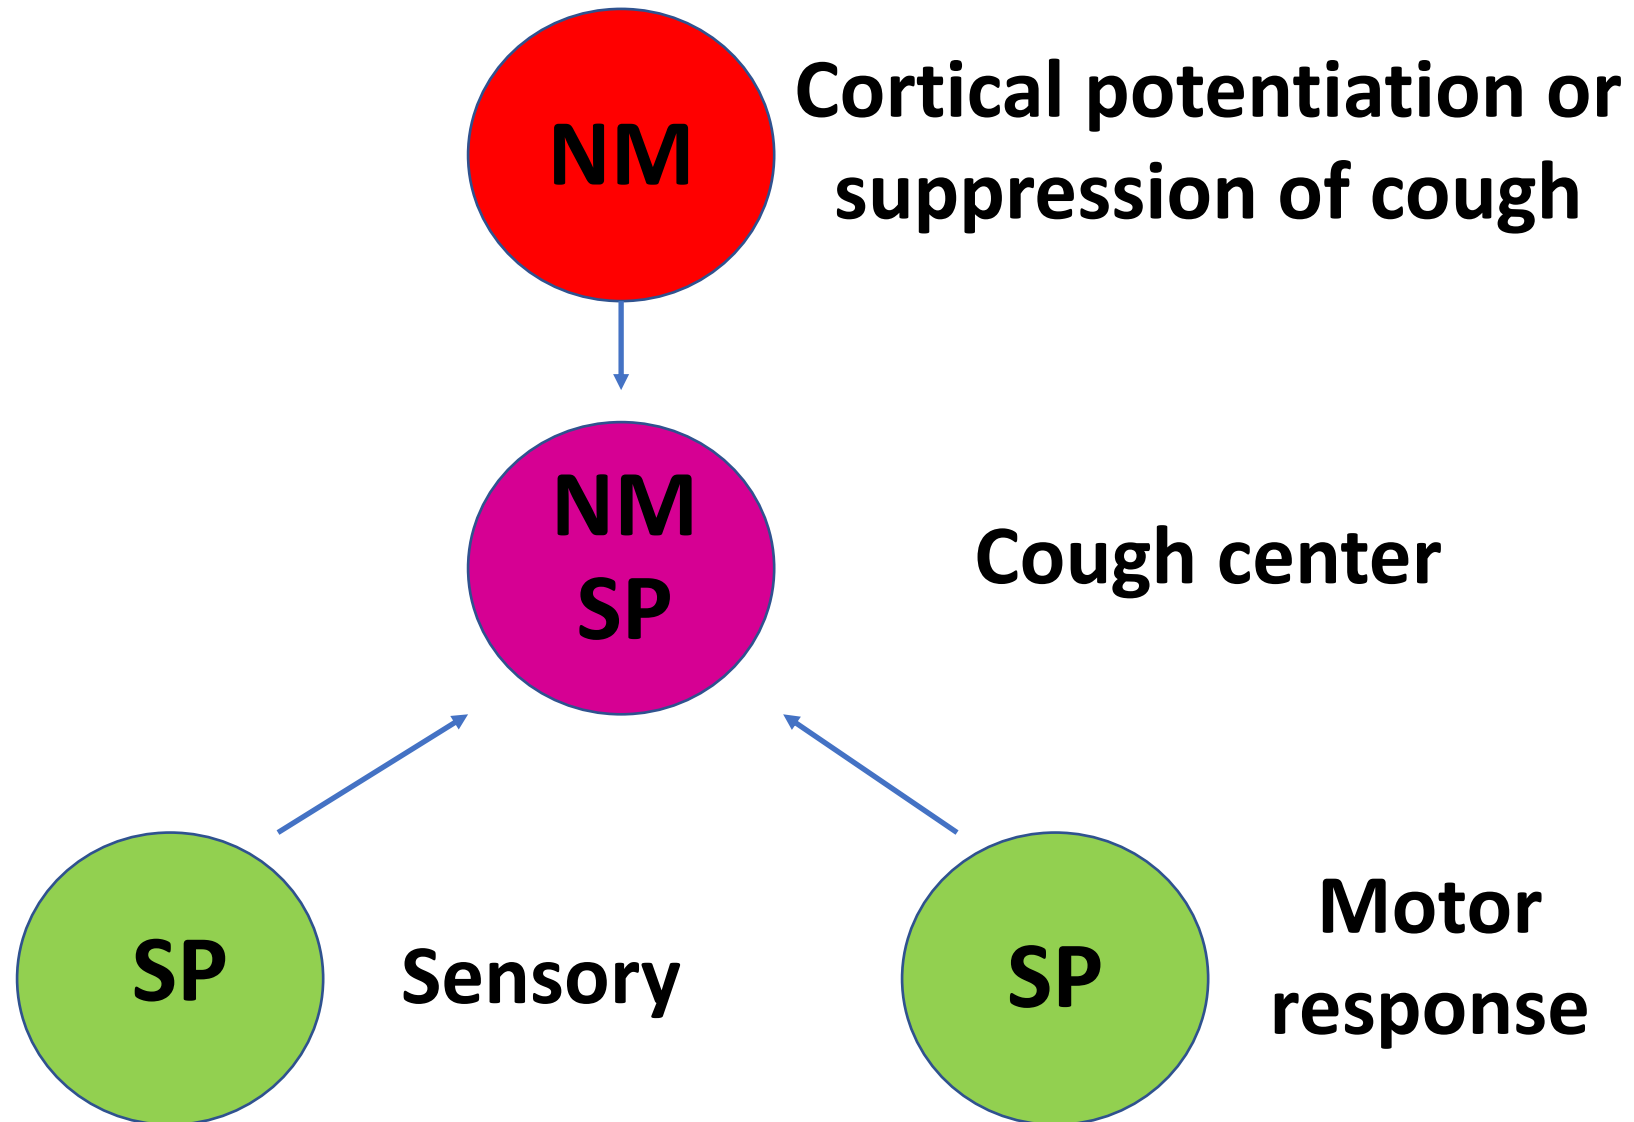 NM
Cortical potentiation or
suppression of cough
NM
SP
Cough center
SP
Sensory
SP
Motor
response